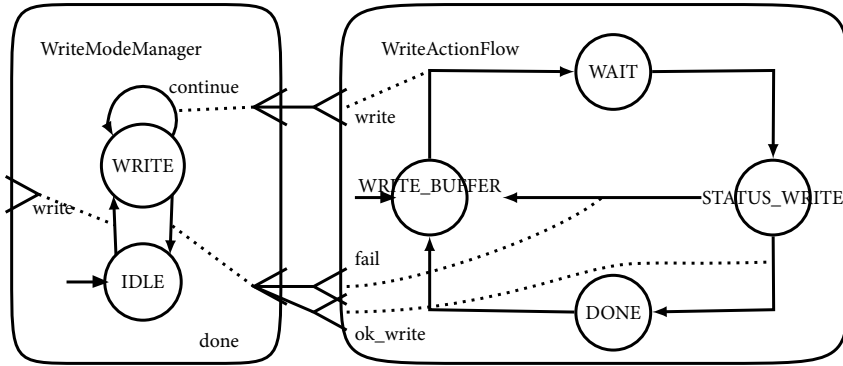 WriteModeManager
continue
WRITE
write
IDLE
done
WriteActionFlow
WAIT
write
WRITE_BUFFER
STATUS_WRITE
fail
DONE
ok_write